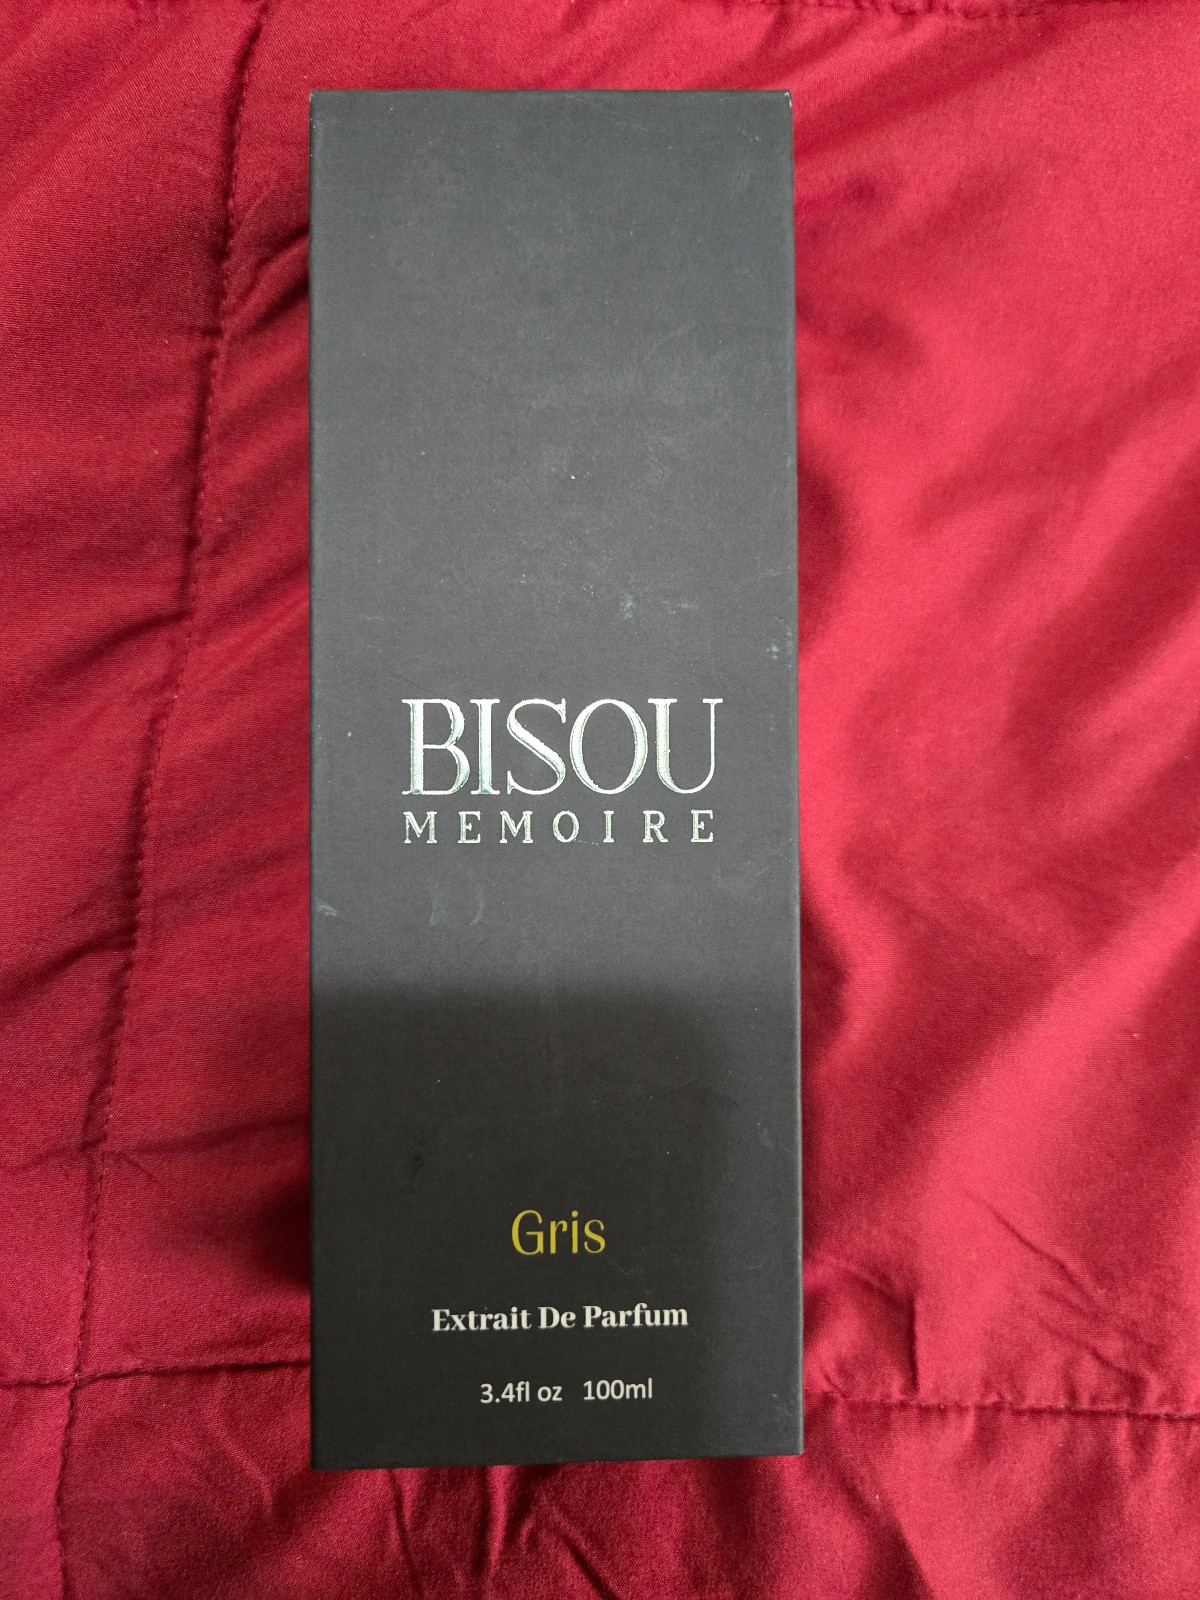 BISOU
MEMOIRE
Gris
Extrait De Parfum
3.4fl oz 100ml